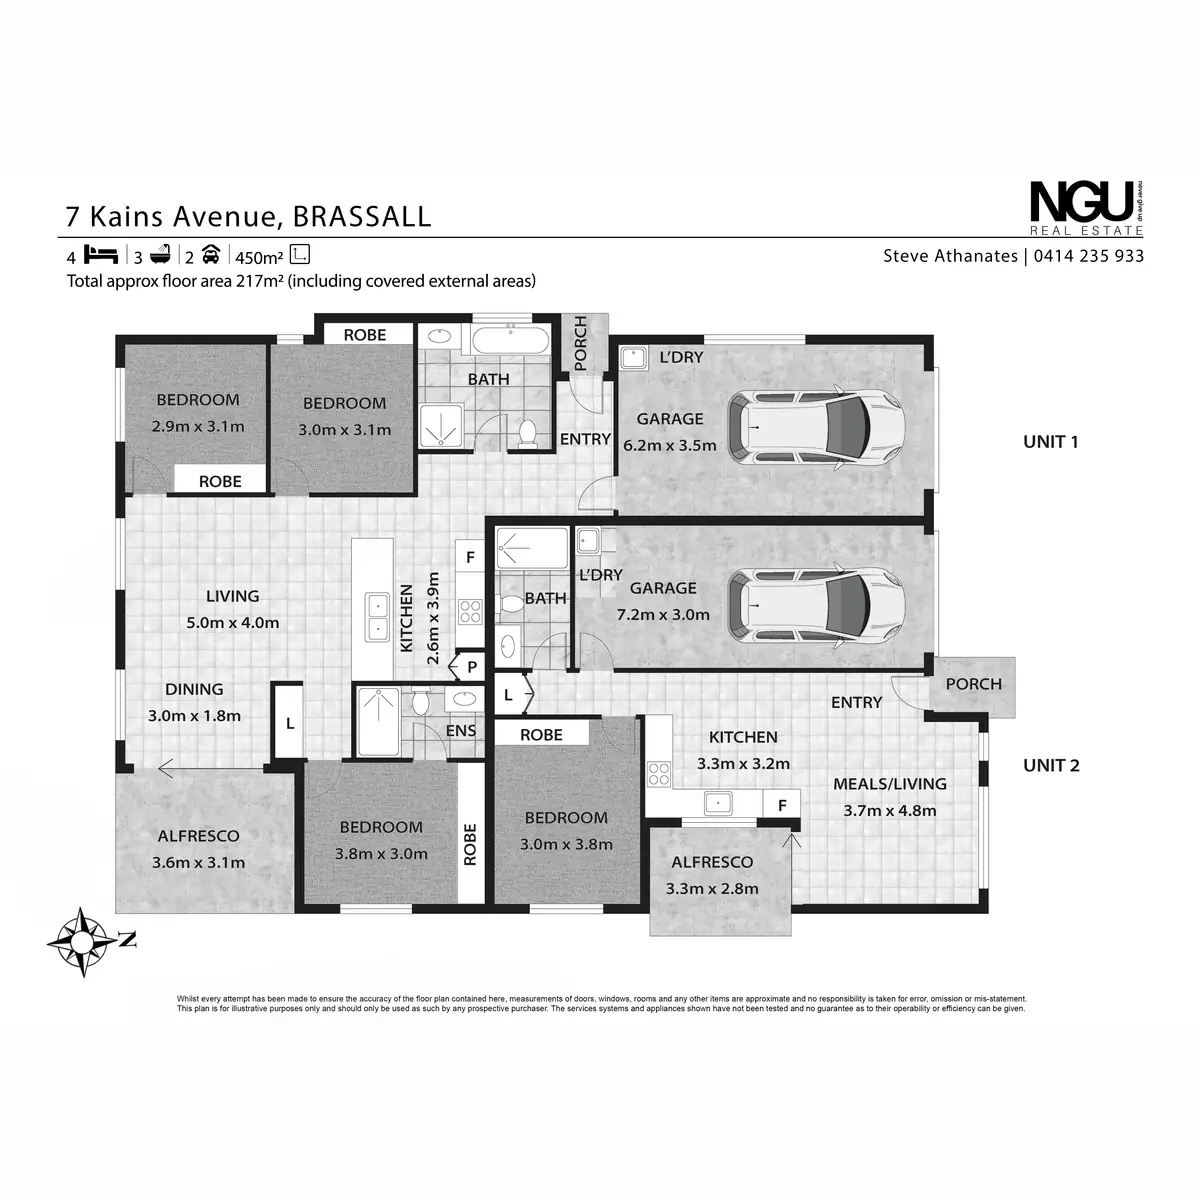 7 Kains Avenue, BRASSALL
NGU
never give up
REAL ESTATE
4 3 2 450m²
Steve Athanates | 0414 235 933
Total approx floor area 217m² (including covered external areas)
ROBE
PORCH
L'DRY
BATH
BEDROOM
2.9m x 3.1m
BEDROOM
3.0m x 3.1m
GARAGE
6.2m x 3.5m
ENTRY
UNIT 1
ROBE
F
L'DRY
BATH
GARAGE
7.2m x 3.0m
LIVING
5.0m x 4.0m
KITCHEN
2.6m x 3.9m
P
DINING
3.0m x 1.8m
L
ENS
L
PORCH
ENTRY
ROBE
KITCHEN
3.3m x 3.2m
UNIT 2
MEALS/LIVING
3.7m x 4.8m
F
ALFRESCO
3.6m x 3.1m
BEDROOM
3.8m x 3.0m
ROBE
BEDROOM
3.0m x 3.8m
ALFRESCO
3.3m x 2.8m
N
Whilst every attempt has been made to ensure the accuracy of the floor plan contained here, measurements of doors, windows, rooms and any other items are approximate and no responsibility is taken for error, omission or mis-statement.
This plan is for illustrative purposes only and should only be used as such by any prospective purchaser. The services systems and appliances shown have not been tested and no guarantee as to their operability or efficiency can be given.